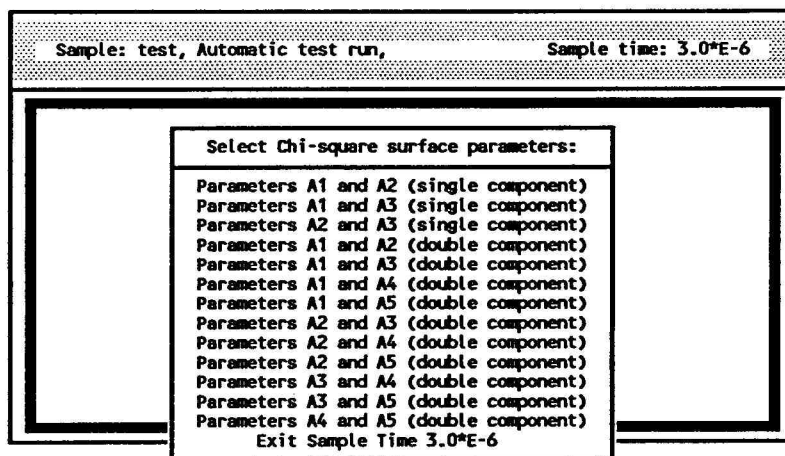 Sample: test, Automatic test run, Sample time: 3.0*E-6
Select Chi-square surface parameters:
Parameters A1 and A2 (single component)
Parameters A1 and A3 (single component)
Parameters A2 and A3 (single component)
Parameters A1 and A2 (double component)
Parameters A1 and A3 (double component)
Parameters A1 and A4 (double component)
Parameters A1 and A5 (double component)
Parameters A2 and A3 (double component)
Parameters A2 and A4 (double component)
Parameters A2 and A5 (double component)
Parameters A3 and A4 (double component)
Parameters A3 and A5 (double component)
Parameters A4 and A5 (double component)
Exit Sample Time 3.0*E-6